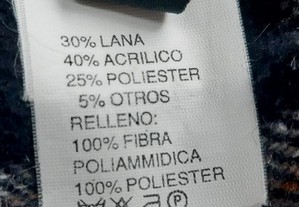 30% LANA
40% ACRILICO
25% POLIESTER
5% OTROS
RELLENO:
100% FIBRA
POLIAMMIDICA
100% POLIESTER